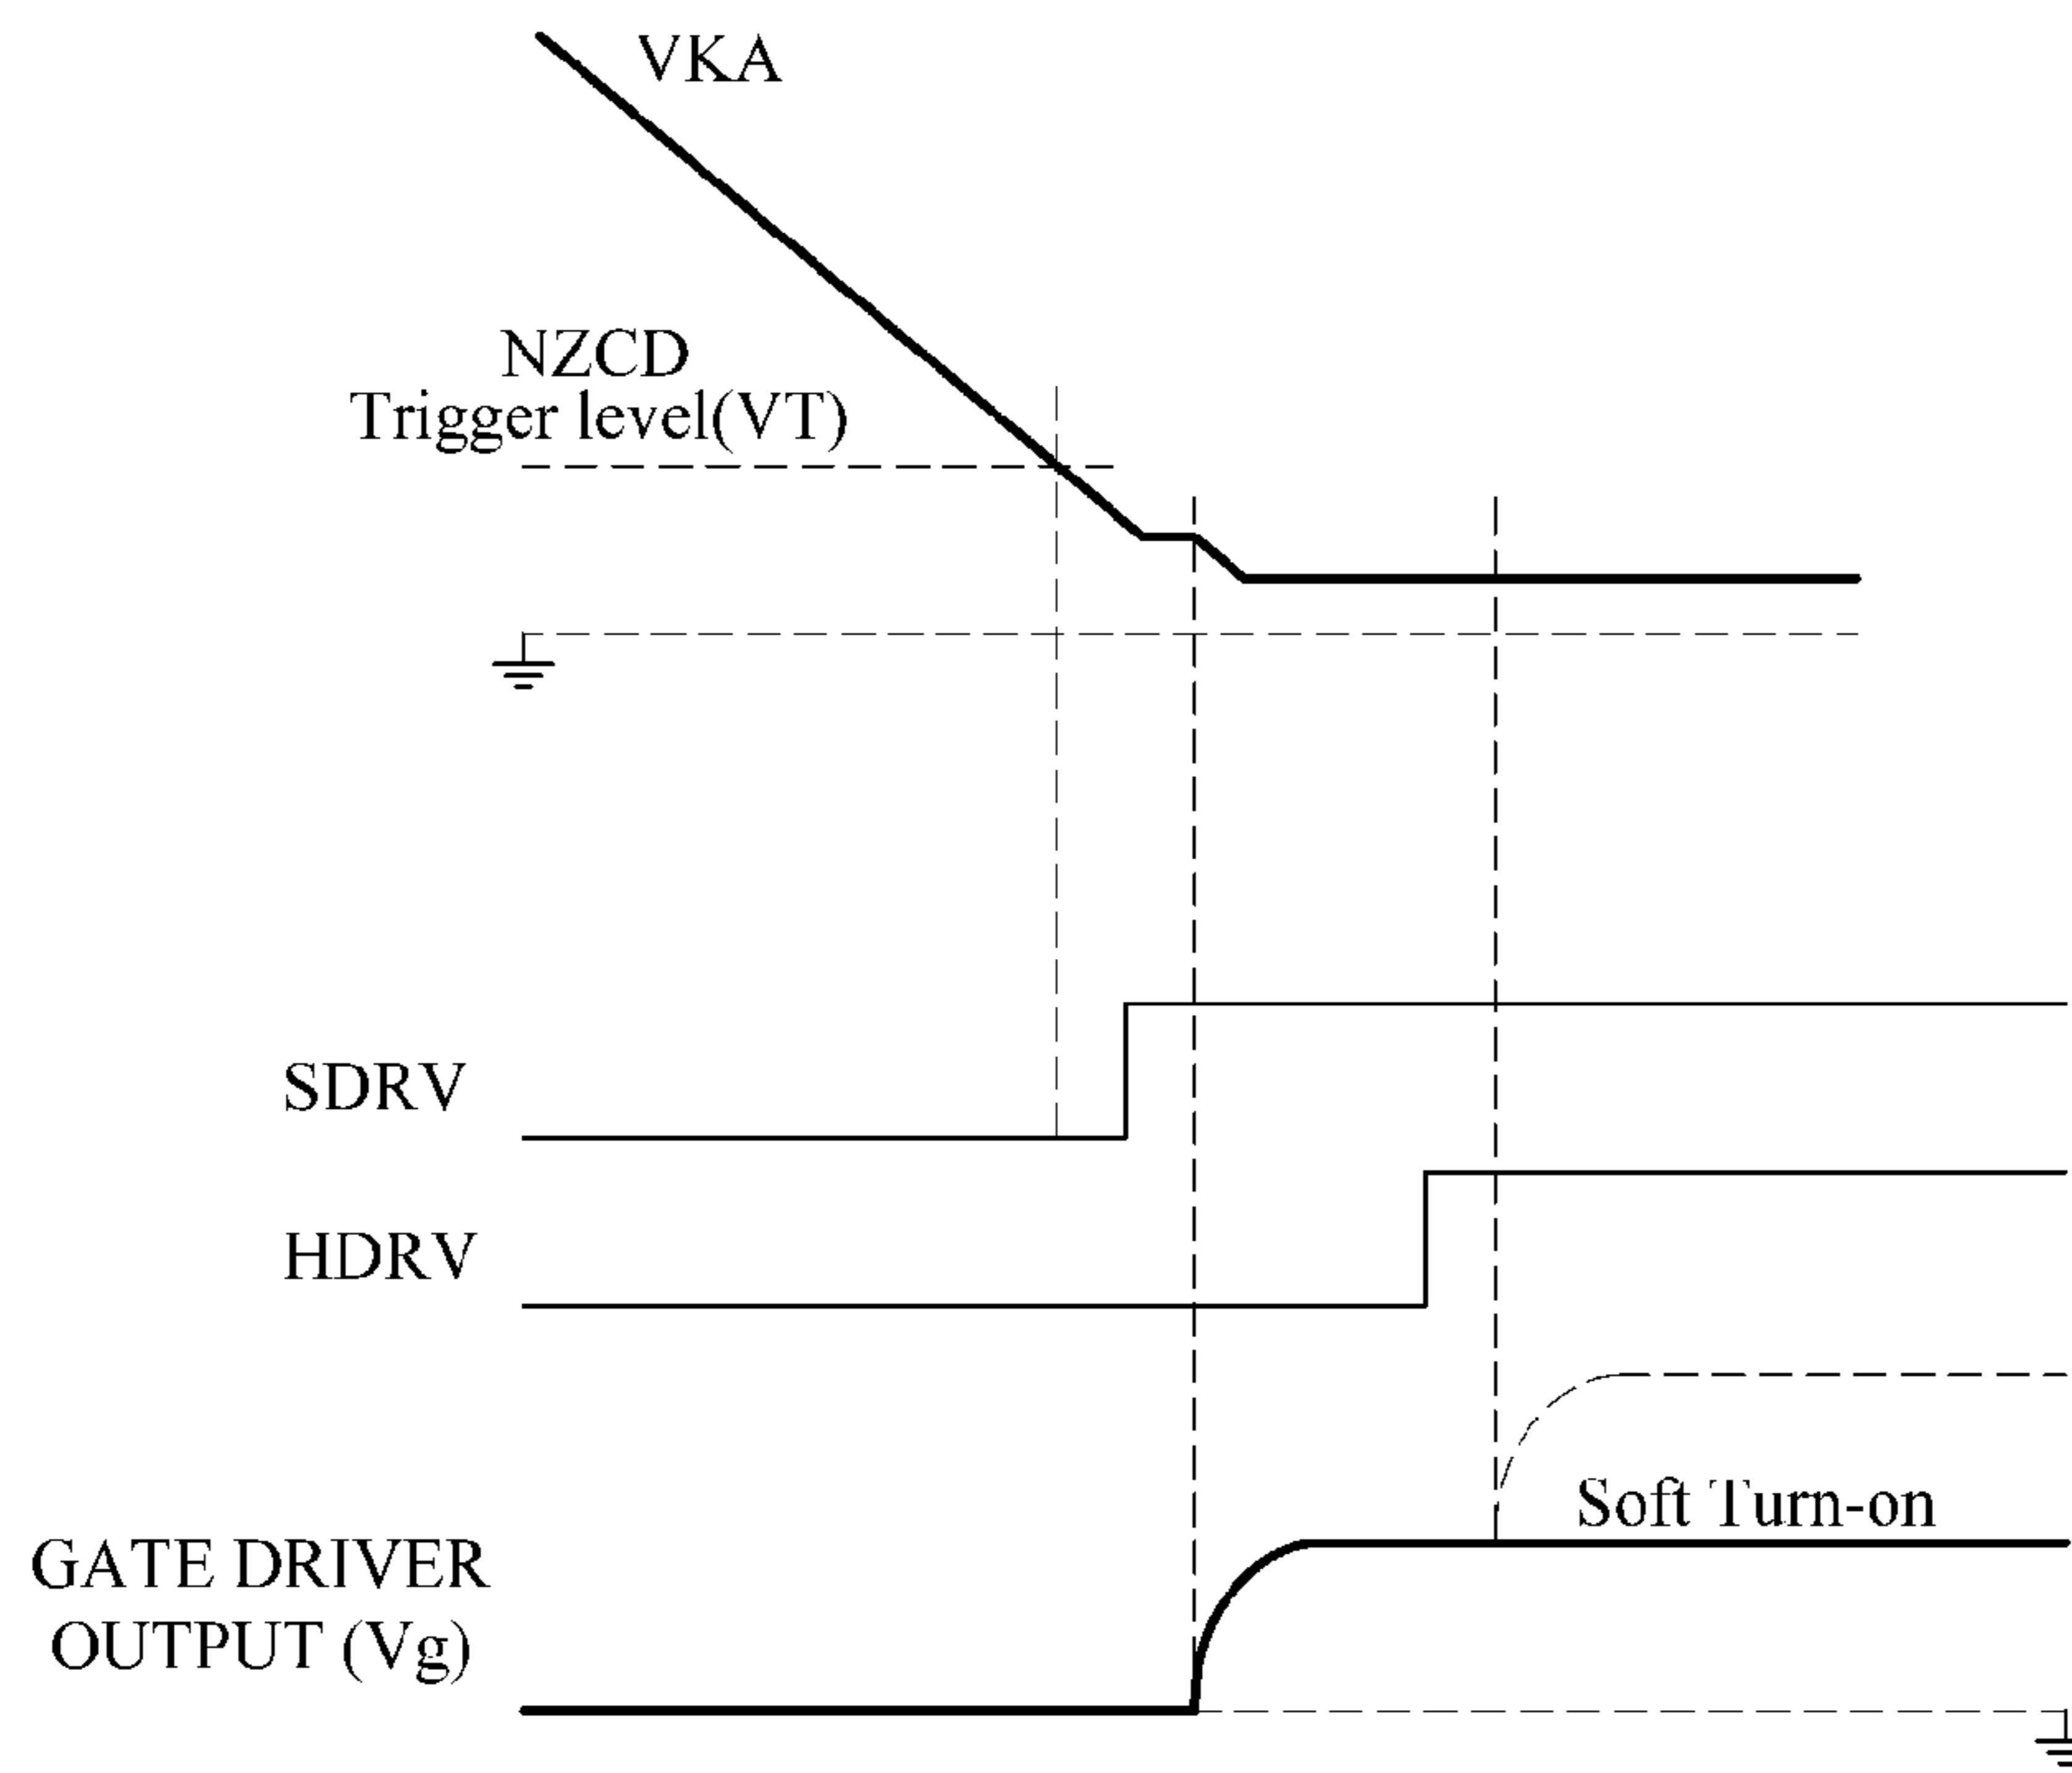 VKA
NZCD
Trigger level(VT)
SDRV
HDRV
Soft Turn-on
GATE DRIVER
OUTPUT (Vg)